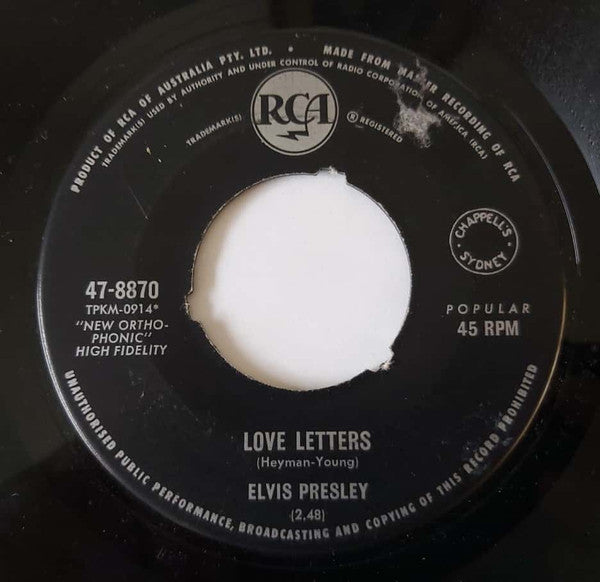 PRODUCT OF RCA OF AUSTRALIA PTY. LTD. • MADE FROM MASTER RECORDING OF RCA
TRADEMARK(S) USED BY AUTHORITY AND UNDER CONTROL OF RADIO CORPORATION OF AMERICA (RCA)
RCA
TRADEMARK(S) ® REGISTERED
• CHAPPELL'S •
SYDNEY
47-8870
TPKM-0914*
"NEW ORTHO-
PHONIC"
HIGH FIDELITY
POPULAR
45 RPM
LOVE LETTERS
(Heyman-Young)
ELVIS PRESLEY
(2.48)
UNAUTHORISED PUBLIC PERFORMANCE, BROADCASTING AND COPYING OF THIS RECORD PROHIBITED